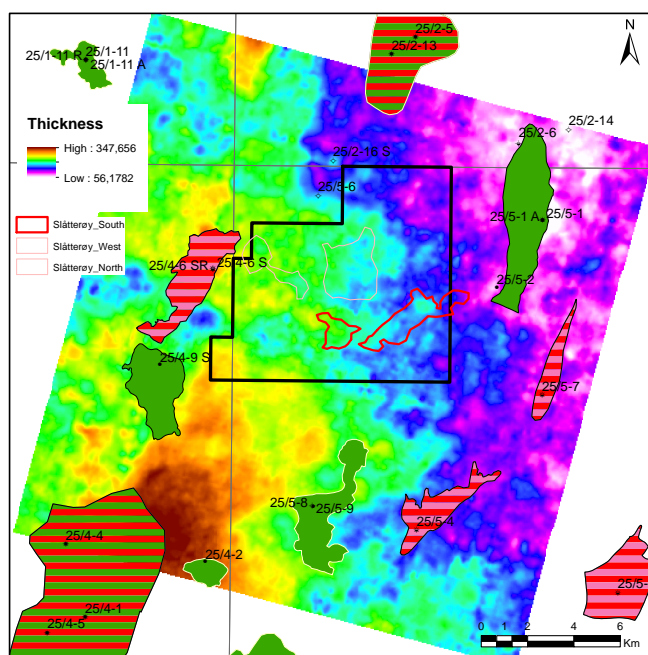 25/2-5
25/2-13
N
25/1-11
25/1-11 R
25/1-11 A
Thickness
High : 347,656
Low : 56,1782
25/2-14
25/2-6
25/2-18 S
25/5-6
Slåtterøy_South
Slåtterøy_West
Slåtterøy_North
25/5-1 A
25/5-1
25/4-6 SR
25/4-6 S
25/5-2
25/4-9 S
25/5-7
25/5-8
25/5-9
25/5-4
25/4-4
25/4-2
25/5-
25/4-1
25/4-5
0 1 2 4 6
Km